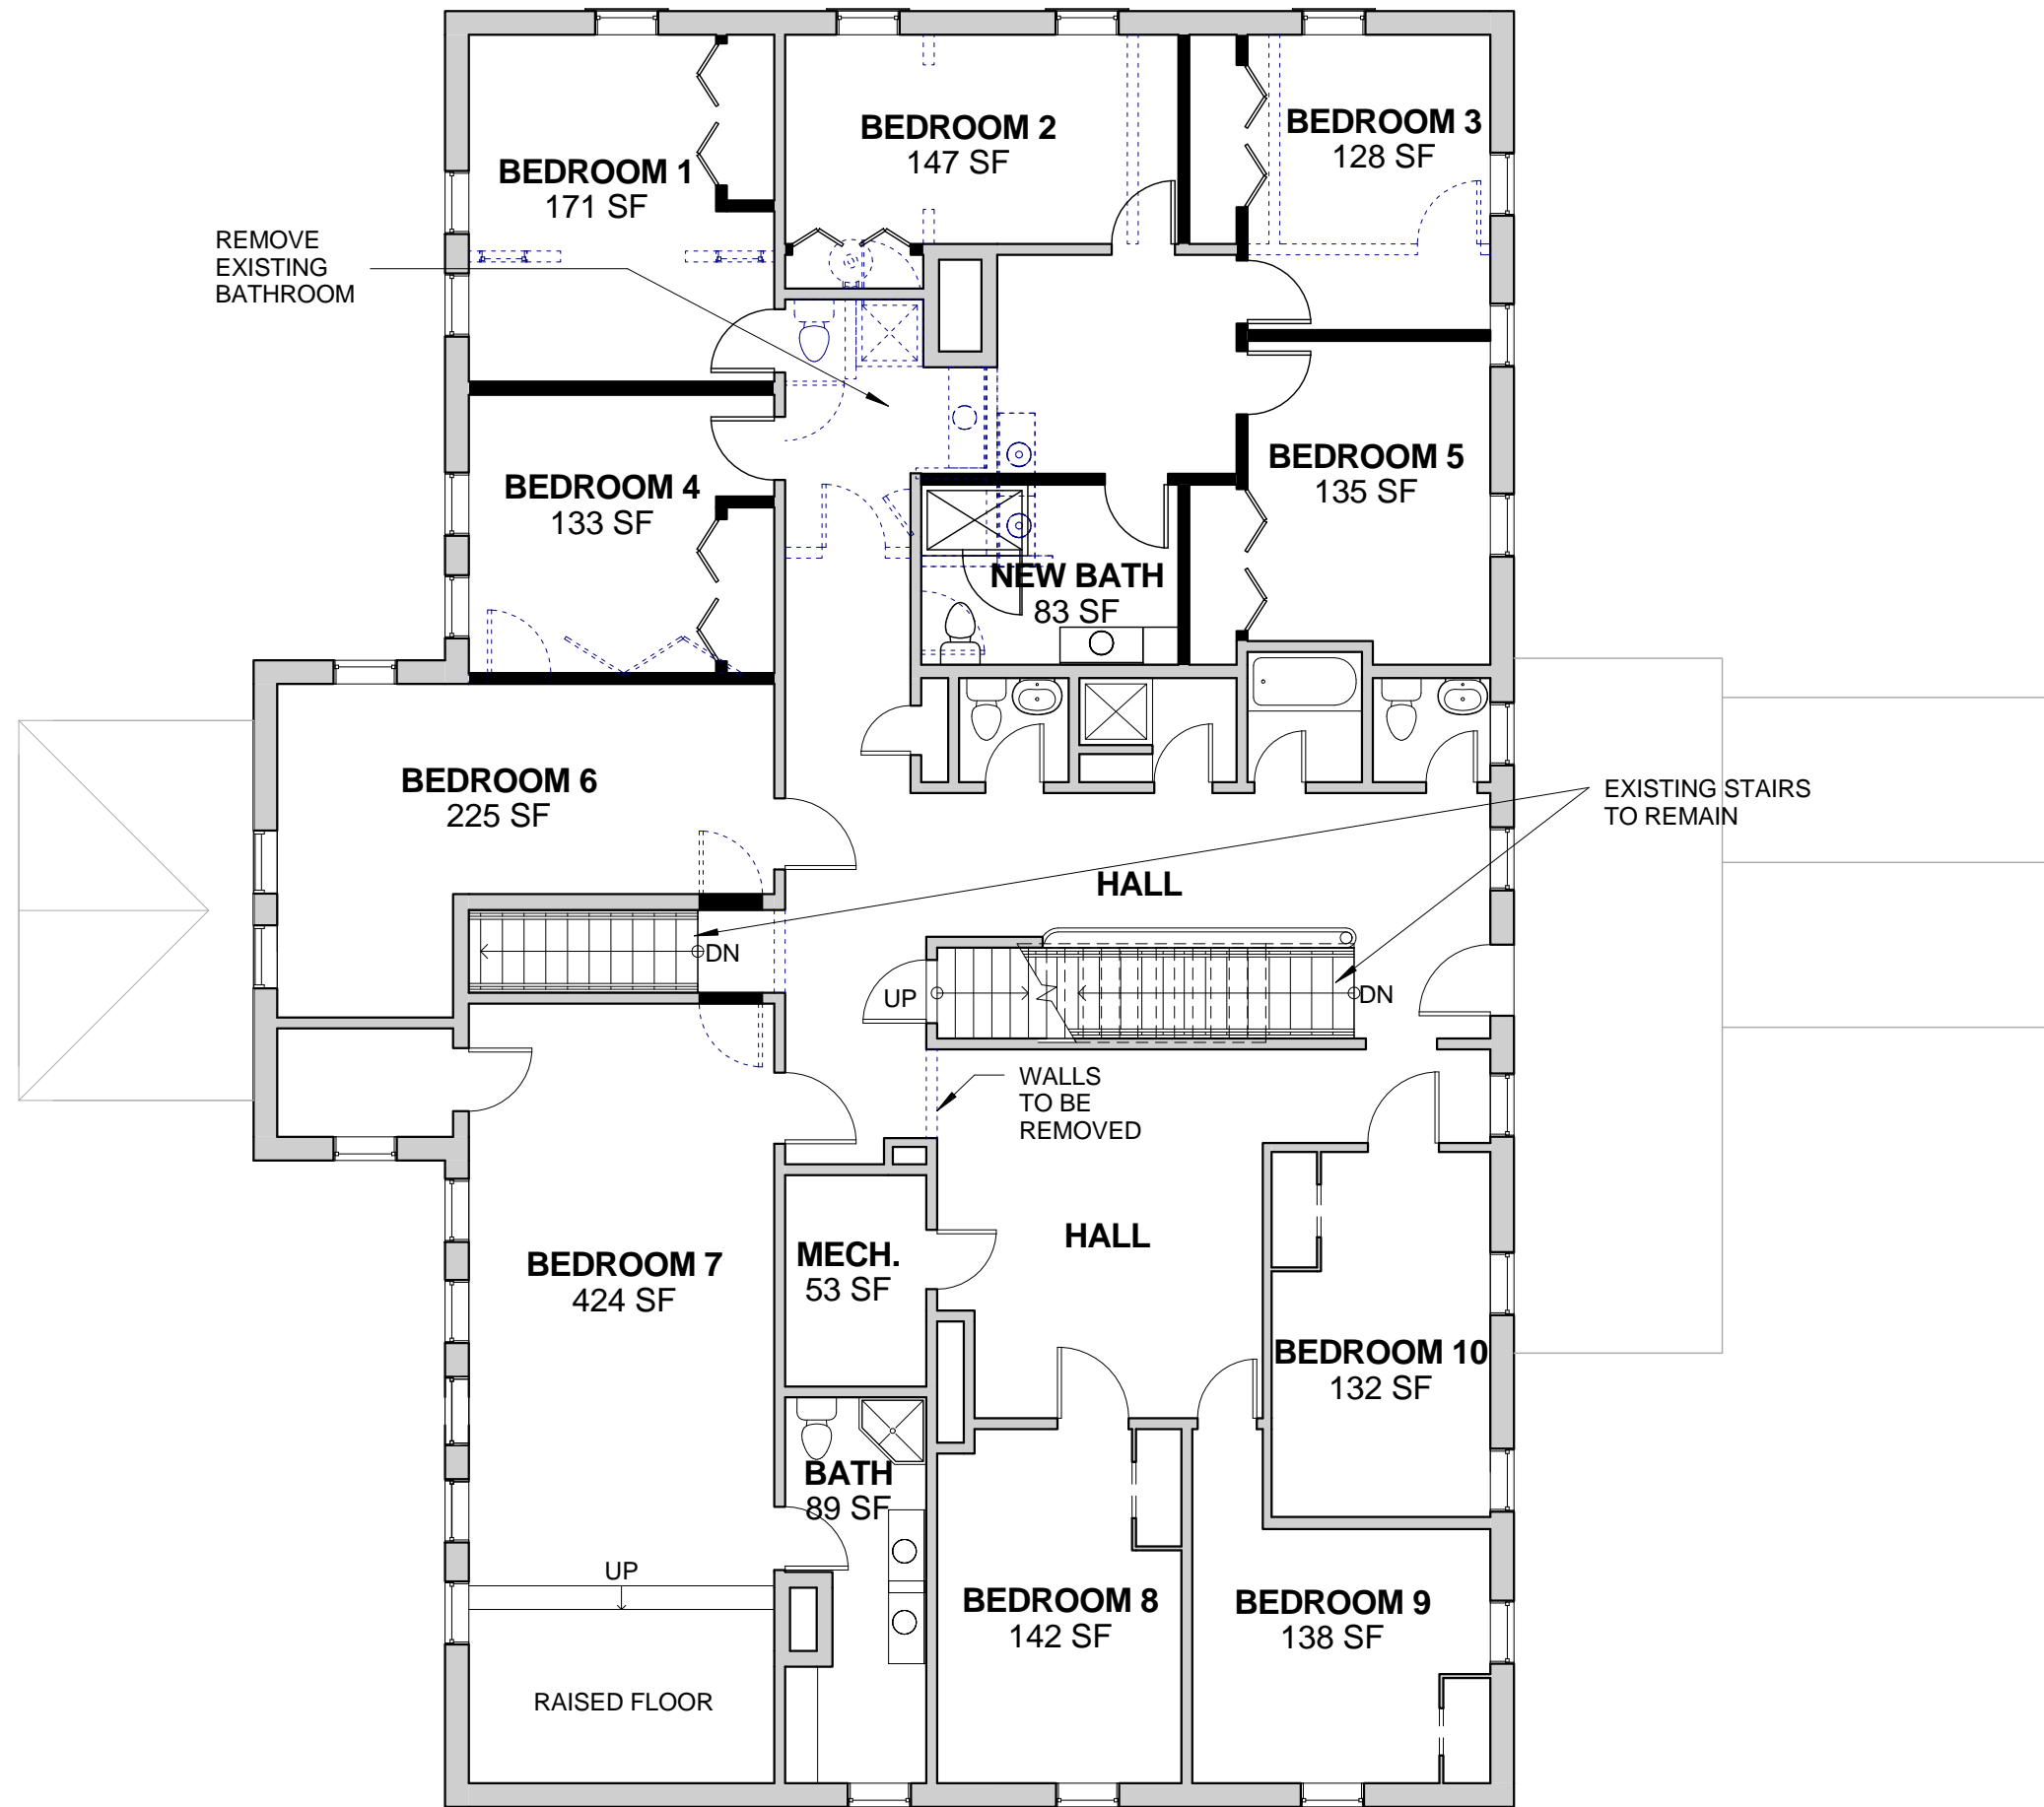 BEDROOM 1
171 SF
BEDROOM 2
147 SF
BEDROOM 3
128 SF
REMOVE
EXISTING
BATHROOM
BEDROOM 4
133 SF
BEDROOM 5
135 SF
NEW BATH
83 SF
BEDROOM 6
225 SF
EXISTING STAIRS
TO REMAIN
HALL
DN
UP
DN
WALLS
TO BE
REMOVED
HALL
BEDROOM 7
424 SF
MECH.
53 SF
BEDROOM 10
132 SF
BATH
89 SF
UP
BEDROOM 8
142 SF
BEDROOM 9
138 SF
RAISED FLOOR